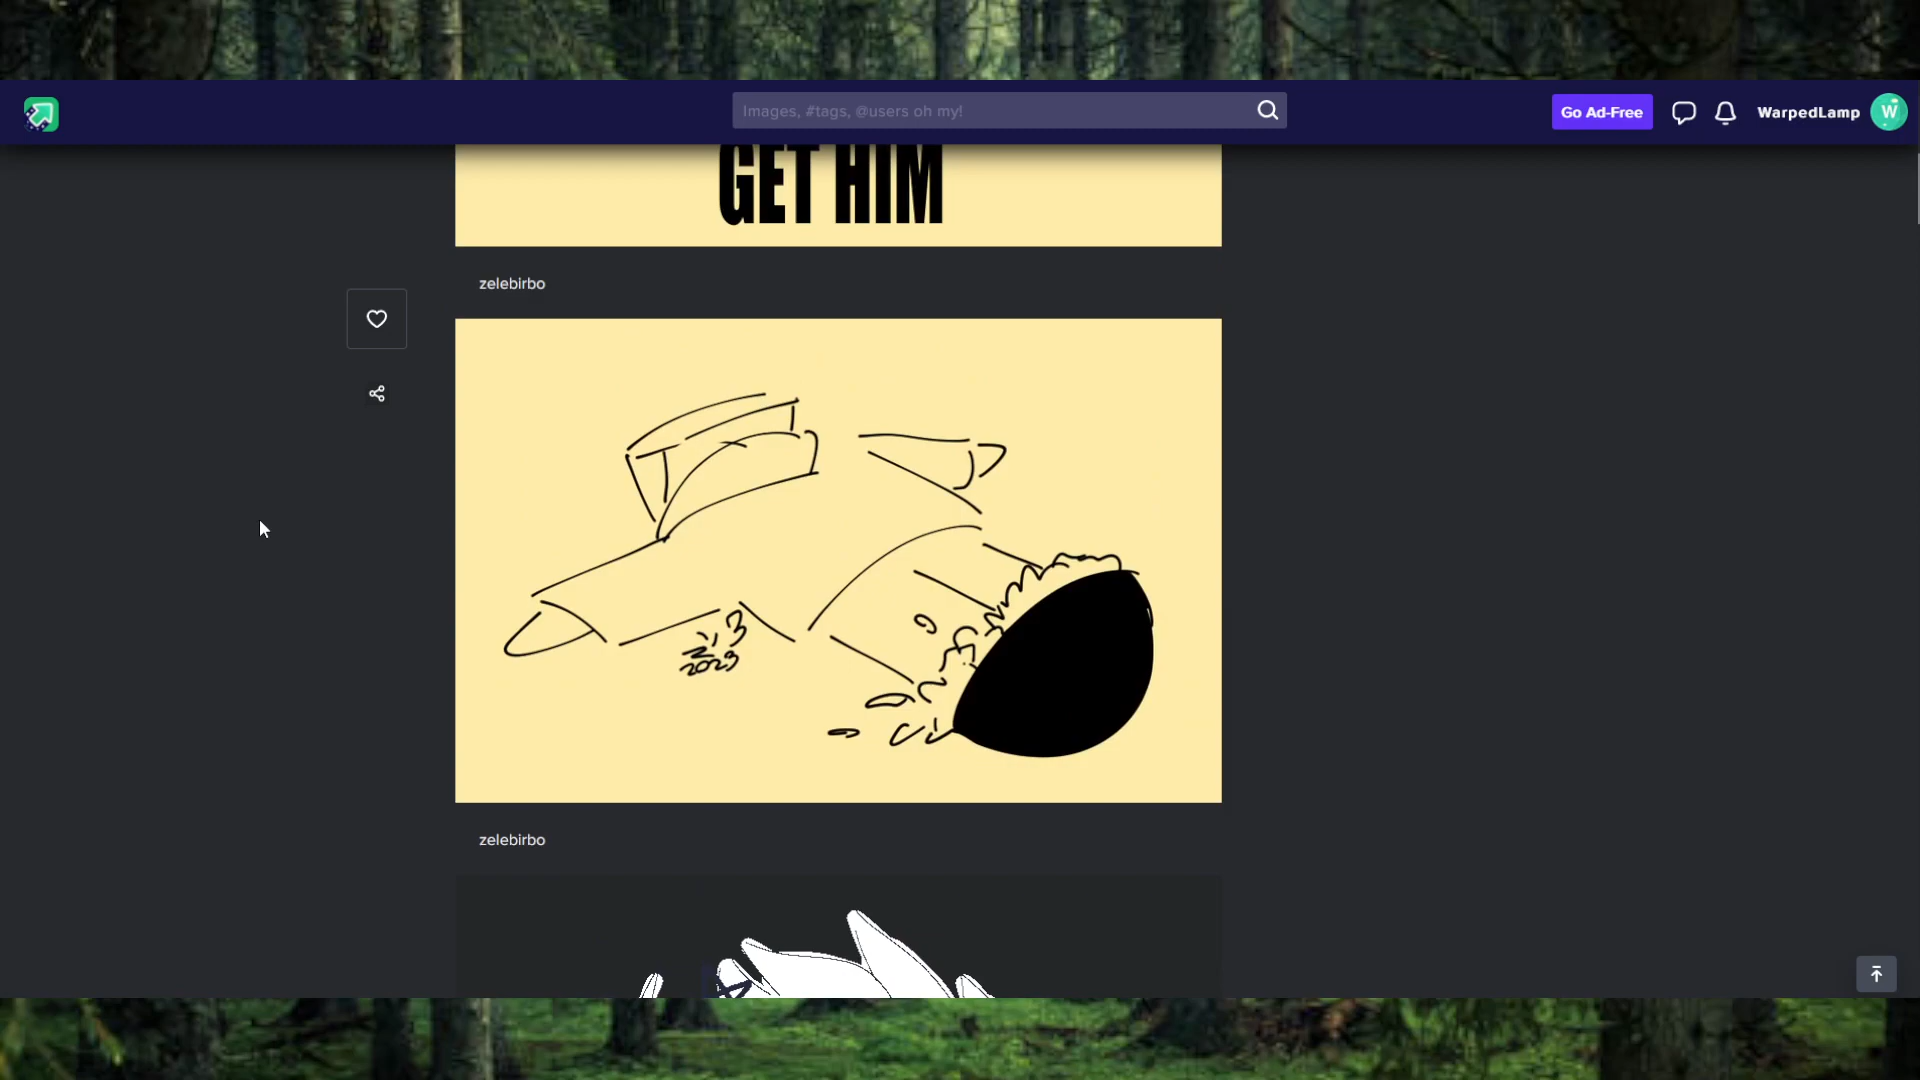 Images, #tags, @users oh my!
Go Ad-Free
WarpedLamp
W
GET HIM
zelebirbo
2023
zelebirbo